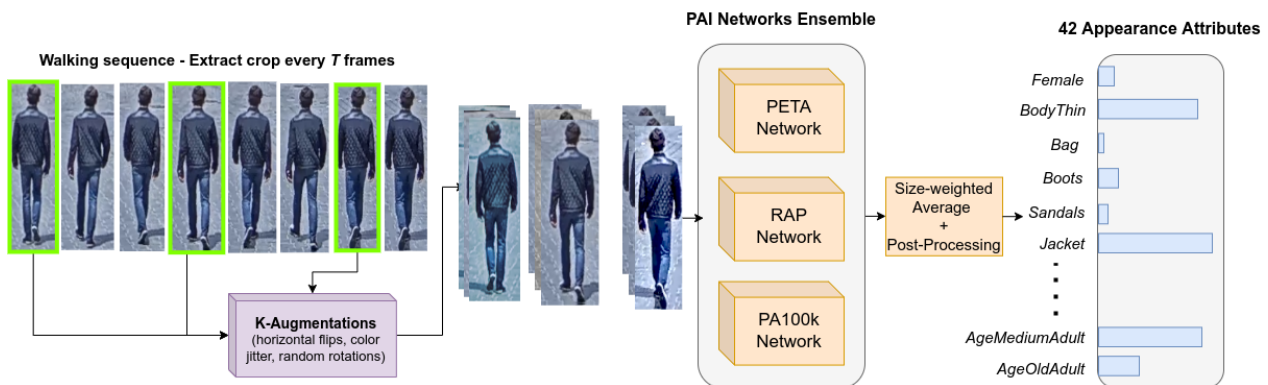 Walking sequence - Extract crop every T frames
K-Augmentations
(horizontal flips, color
jitter, random rotations)
PAI Networks Ensemble
PETA
Network
RAP
Network
PA100k
Network
Size-weighted
Average
+
Post-Processing
42 Appearance Attributes
Female
BodyThin
Bag
Boots
Sandals
Jacket
AgeMediumAdult
AgeOldAdult